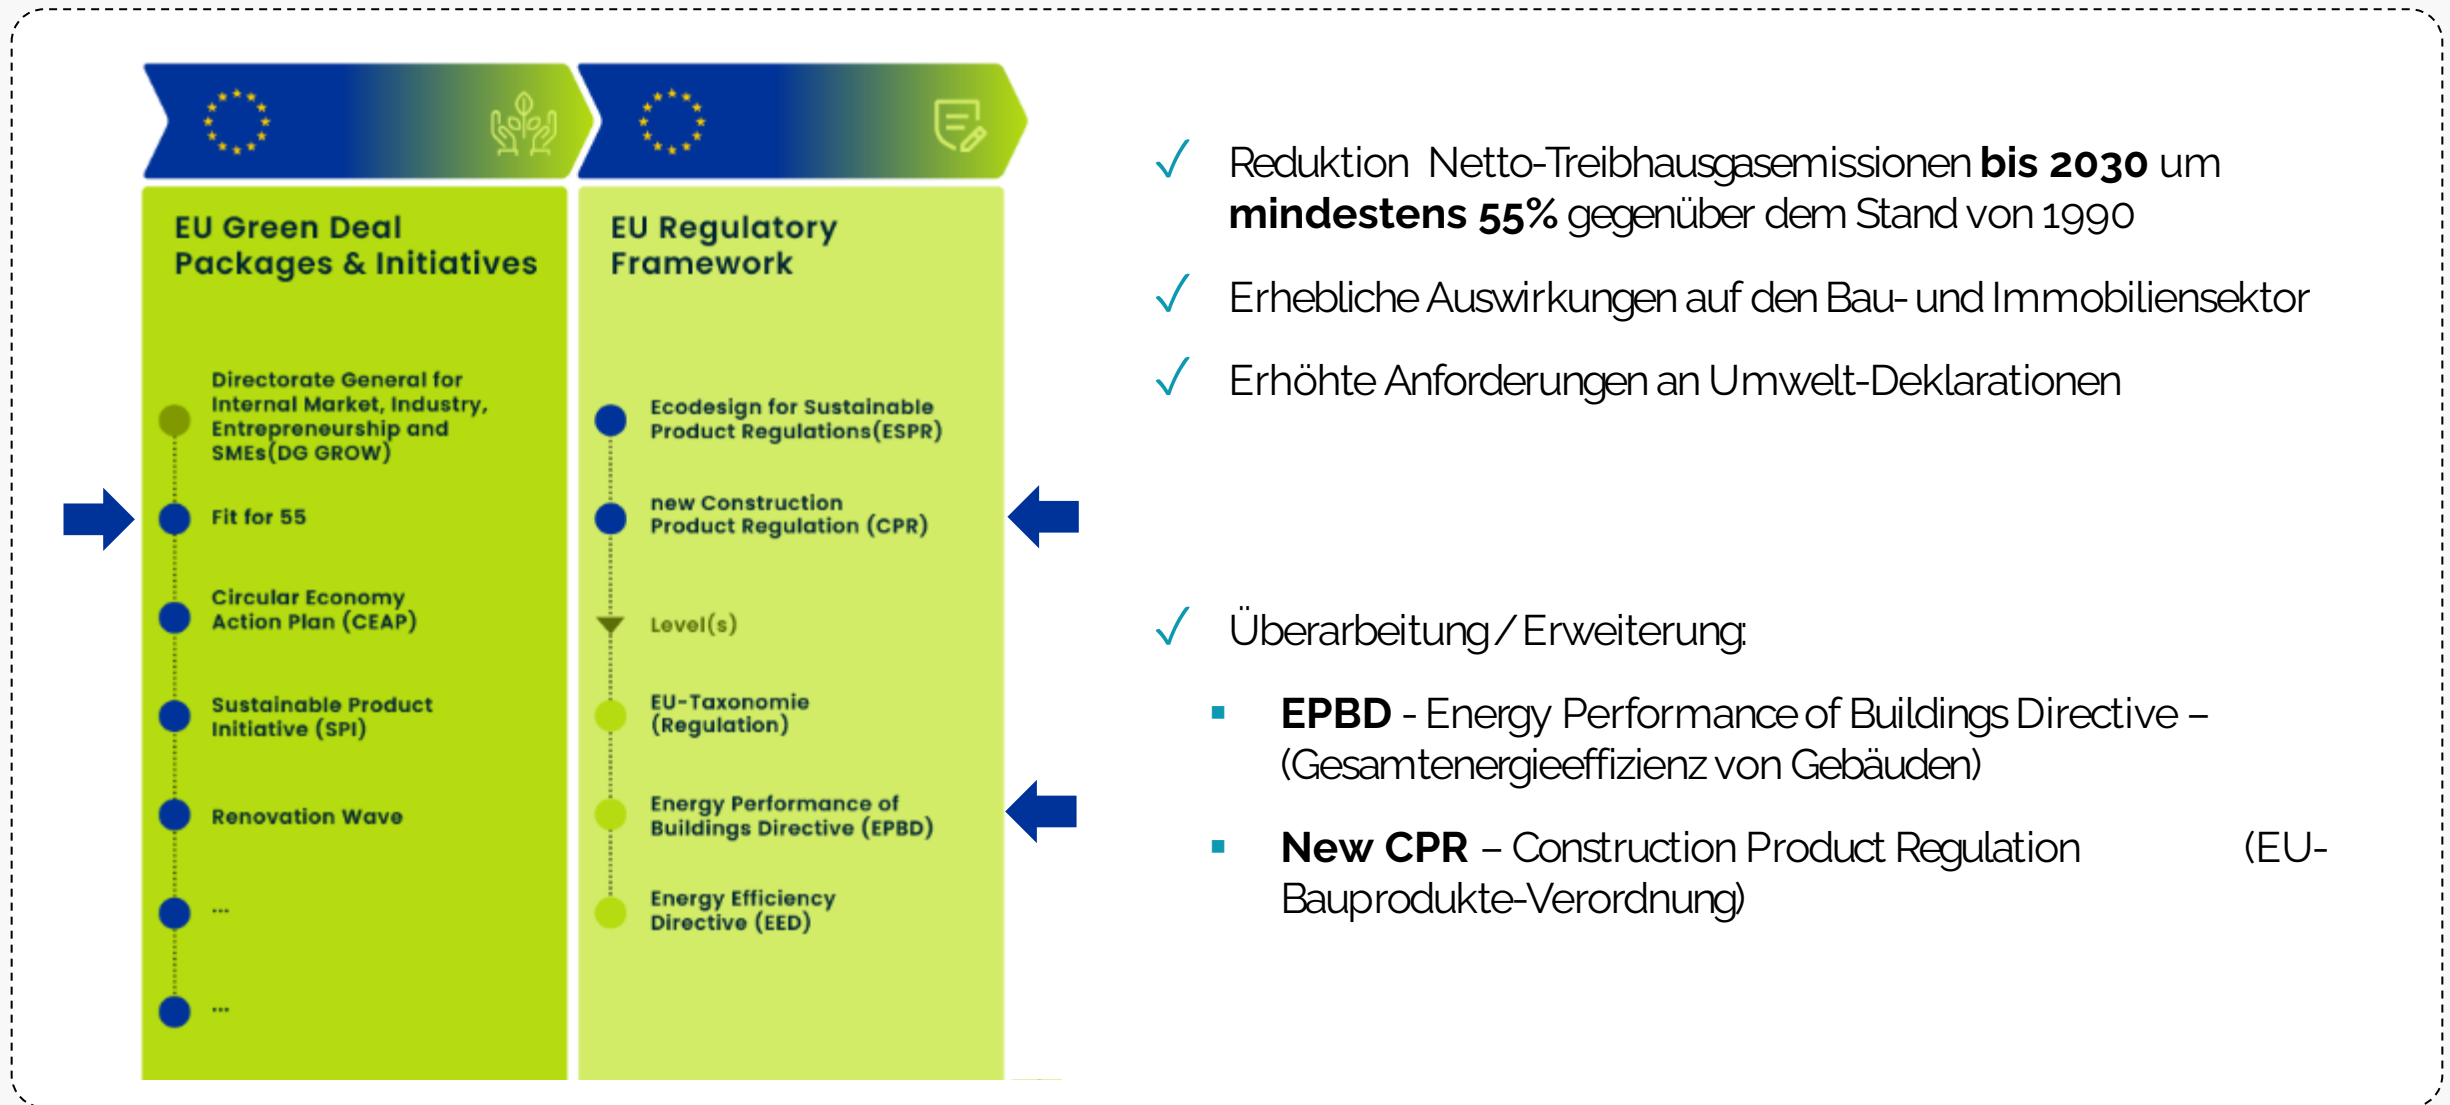 EU Green Deal
Packages & Initiatives
Directorate General for
Internal Market, Industry,
Entrepreneurship and
SMEs(DG GROW)
Fit for 55
Circular Economy
Action Plan (CEAP)
Sustainable Product
Initiative (SPI)
Renovation Wave
...
...
EU Regulatory
Framework
Ecodesign for Sustainable
Product Regulations(ESPR)
new Construction
Product Regulation (CPR)
Level(s)
EU-Taxonomie
(Regulation)
Energy Performance of
Buildings Directive (EPBD)
Energy Efficiency
Directive (EED)
✓ Reduktion Netto-Treibhausgasemissionen bis 2030 um
mindestens 55% gegenüber dem Stand von 1990
✓ Erhebliche Auswirkungen auf den Bau- und Immobiliensektor
✓ Erhöhte Anforderungen an Umwelt-Deklarationen
✓ Überarbeitung / Erweiterung:
▪ EPBD - Energy Performance of Buildings Directive –
(Gesamtenergieeffizienz von Gebäuden)
▪ New CPR – Construction Product Regulation (EU-
Bauprodukte-Verordnung)